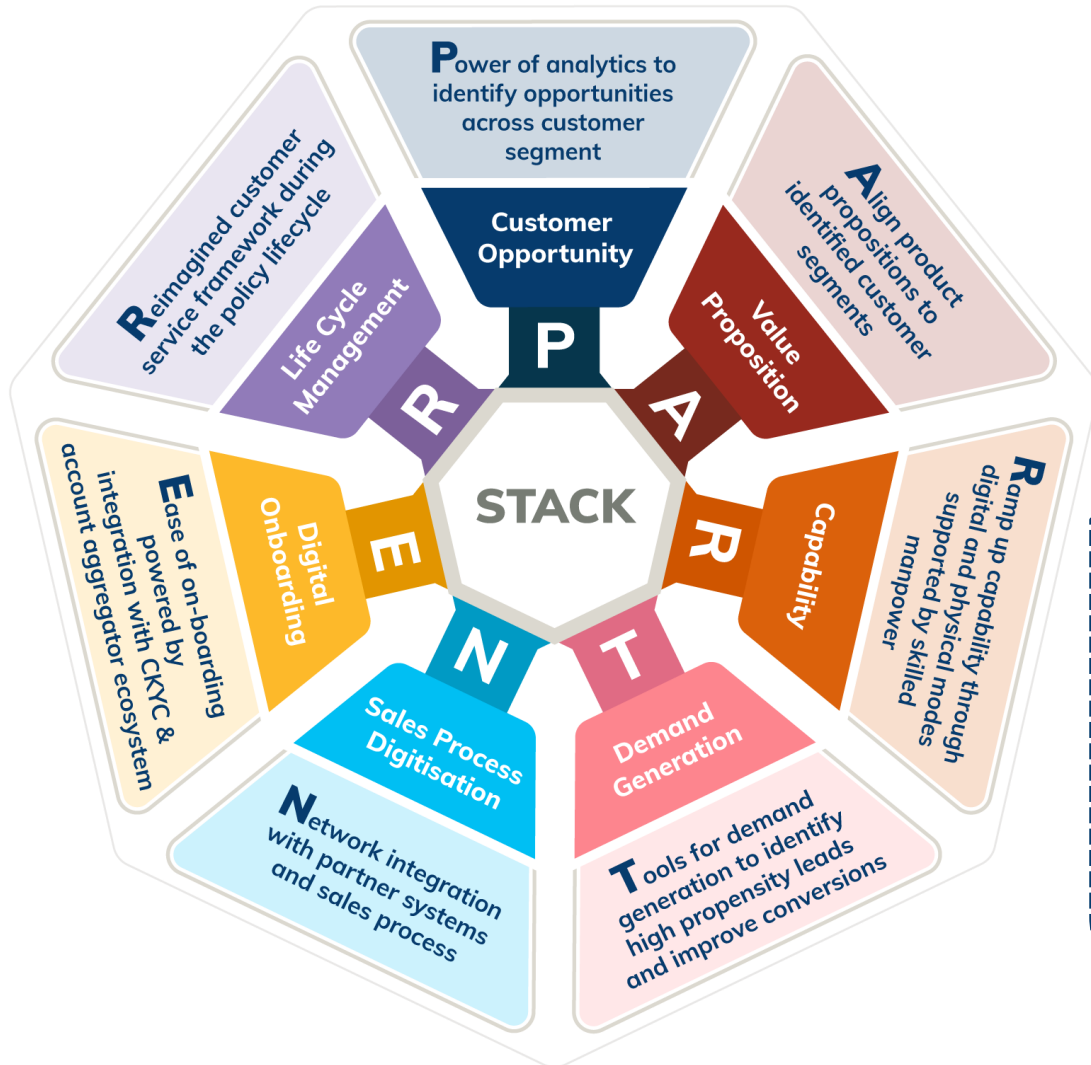 Power of analytics to
identify opportunities
across customer
segment
Customer
Opportunity
P
Align product
propositions to
identified customer
segments
Value
Proposition
A
Ramp up capability through
digital and physical modes
supported by skilled
manpower
Capability
R
Tools for demand
generation to identify
high propensity leads
and improve conversions
Demand
Generation
T
Network integration
with partner systems
and sales process
Sales Process
Digitisation
N
Ease of on-boarding
powered by
integration with CKYC &
account aggregator ecosystem
Digital
Onboarding
E
Reimagined customer
service framework during
the policy lifecycle
Life Cycle
Management
R
STACK